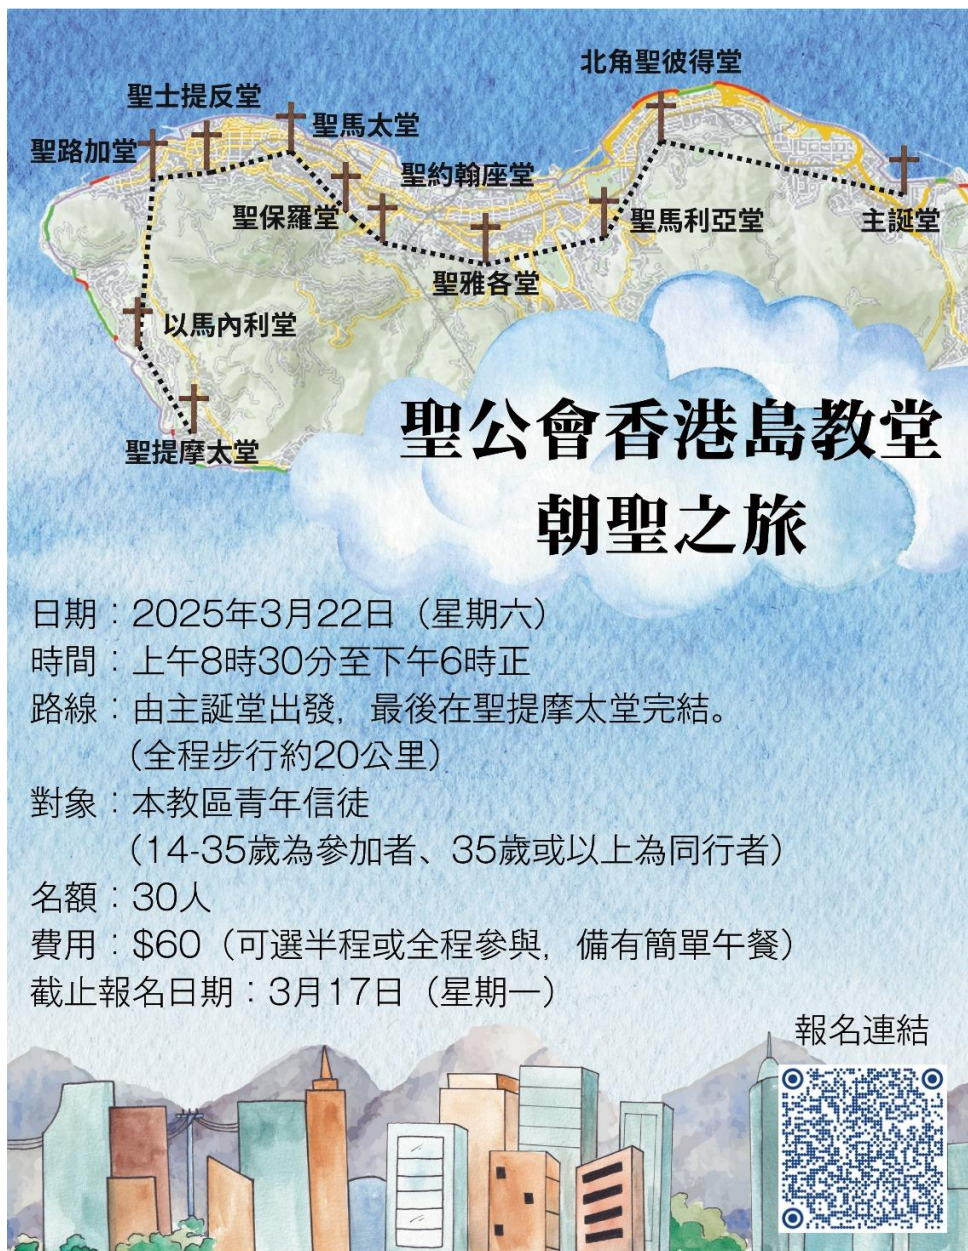 北角聖彼得堂
聖士提反堂
聖馬太堂
聖路加堂
聖約翰座堂
聖保羅堂
聖馬利亞堂
主誕堂
聖雅各堂
以馬內利堂
聖提摩太堂
聖公會香港島教堂
朝聖之旅
日期：2025年3月22日（星期六）
時間：上午8時30分至下午6時正
路線：由主誕堂出發，最後在聖提摩太堂完結。
（全程步行約20公里）
對象：本教區青年信徒
（14-35歲為參加者、35歲或以上為同行者）
名額：30人
費用：$60（可選半程或全程參與，備有簡單午餐）
截止報名日期：3月17日（星期一）
報名連結